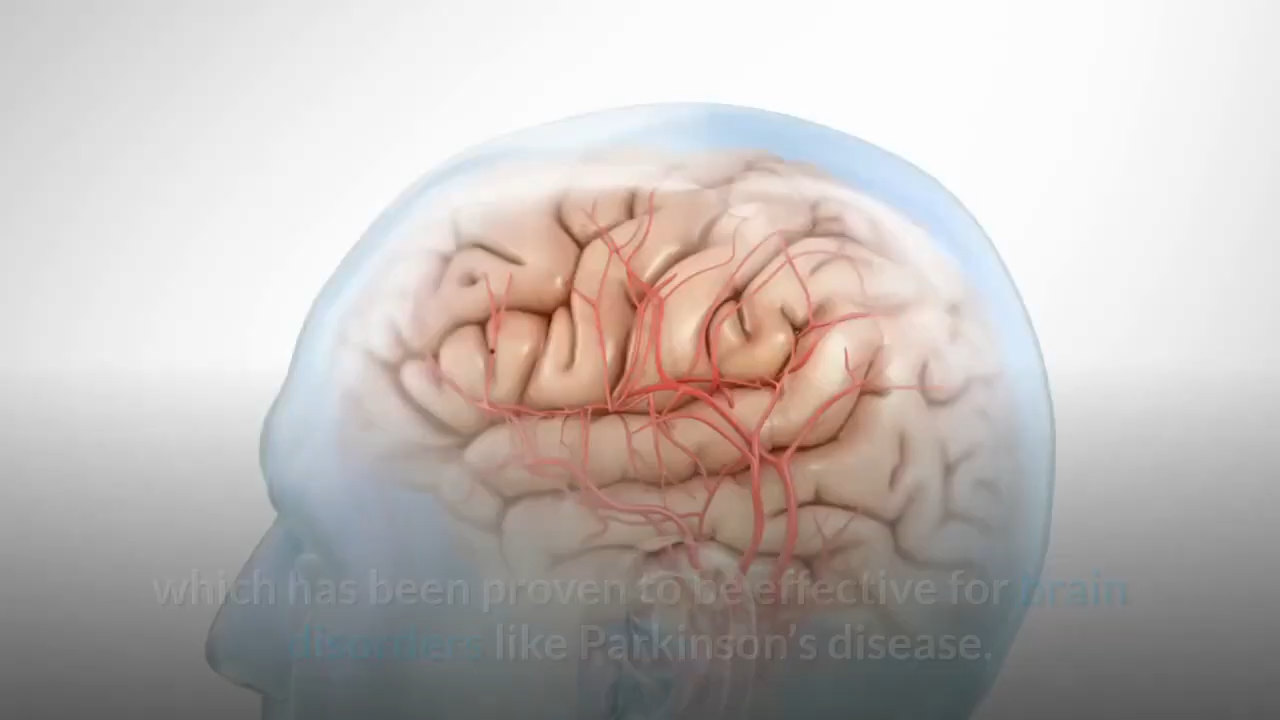 which has been proven to be effective for brain
disorders like Parkinson's disease.